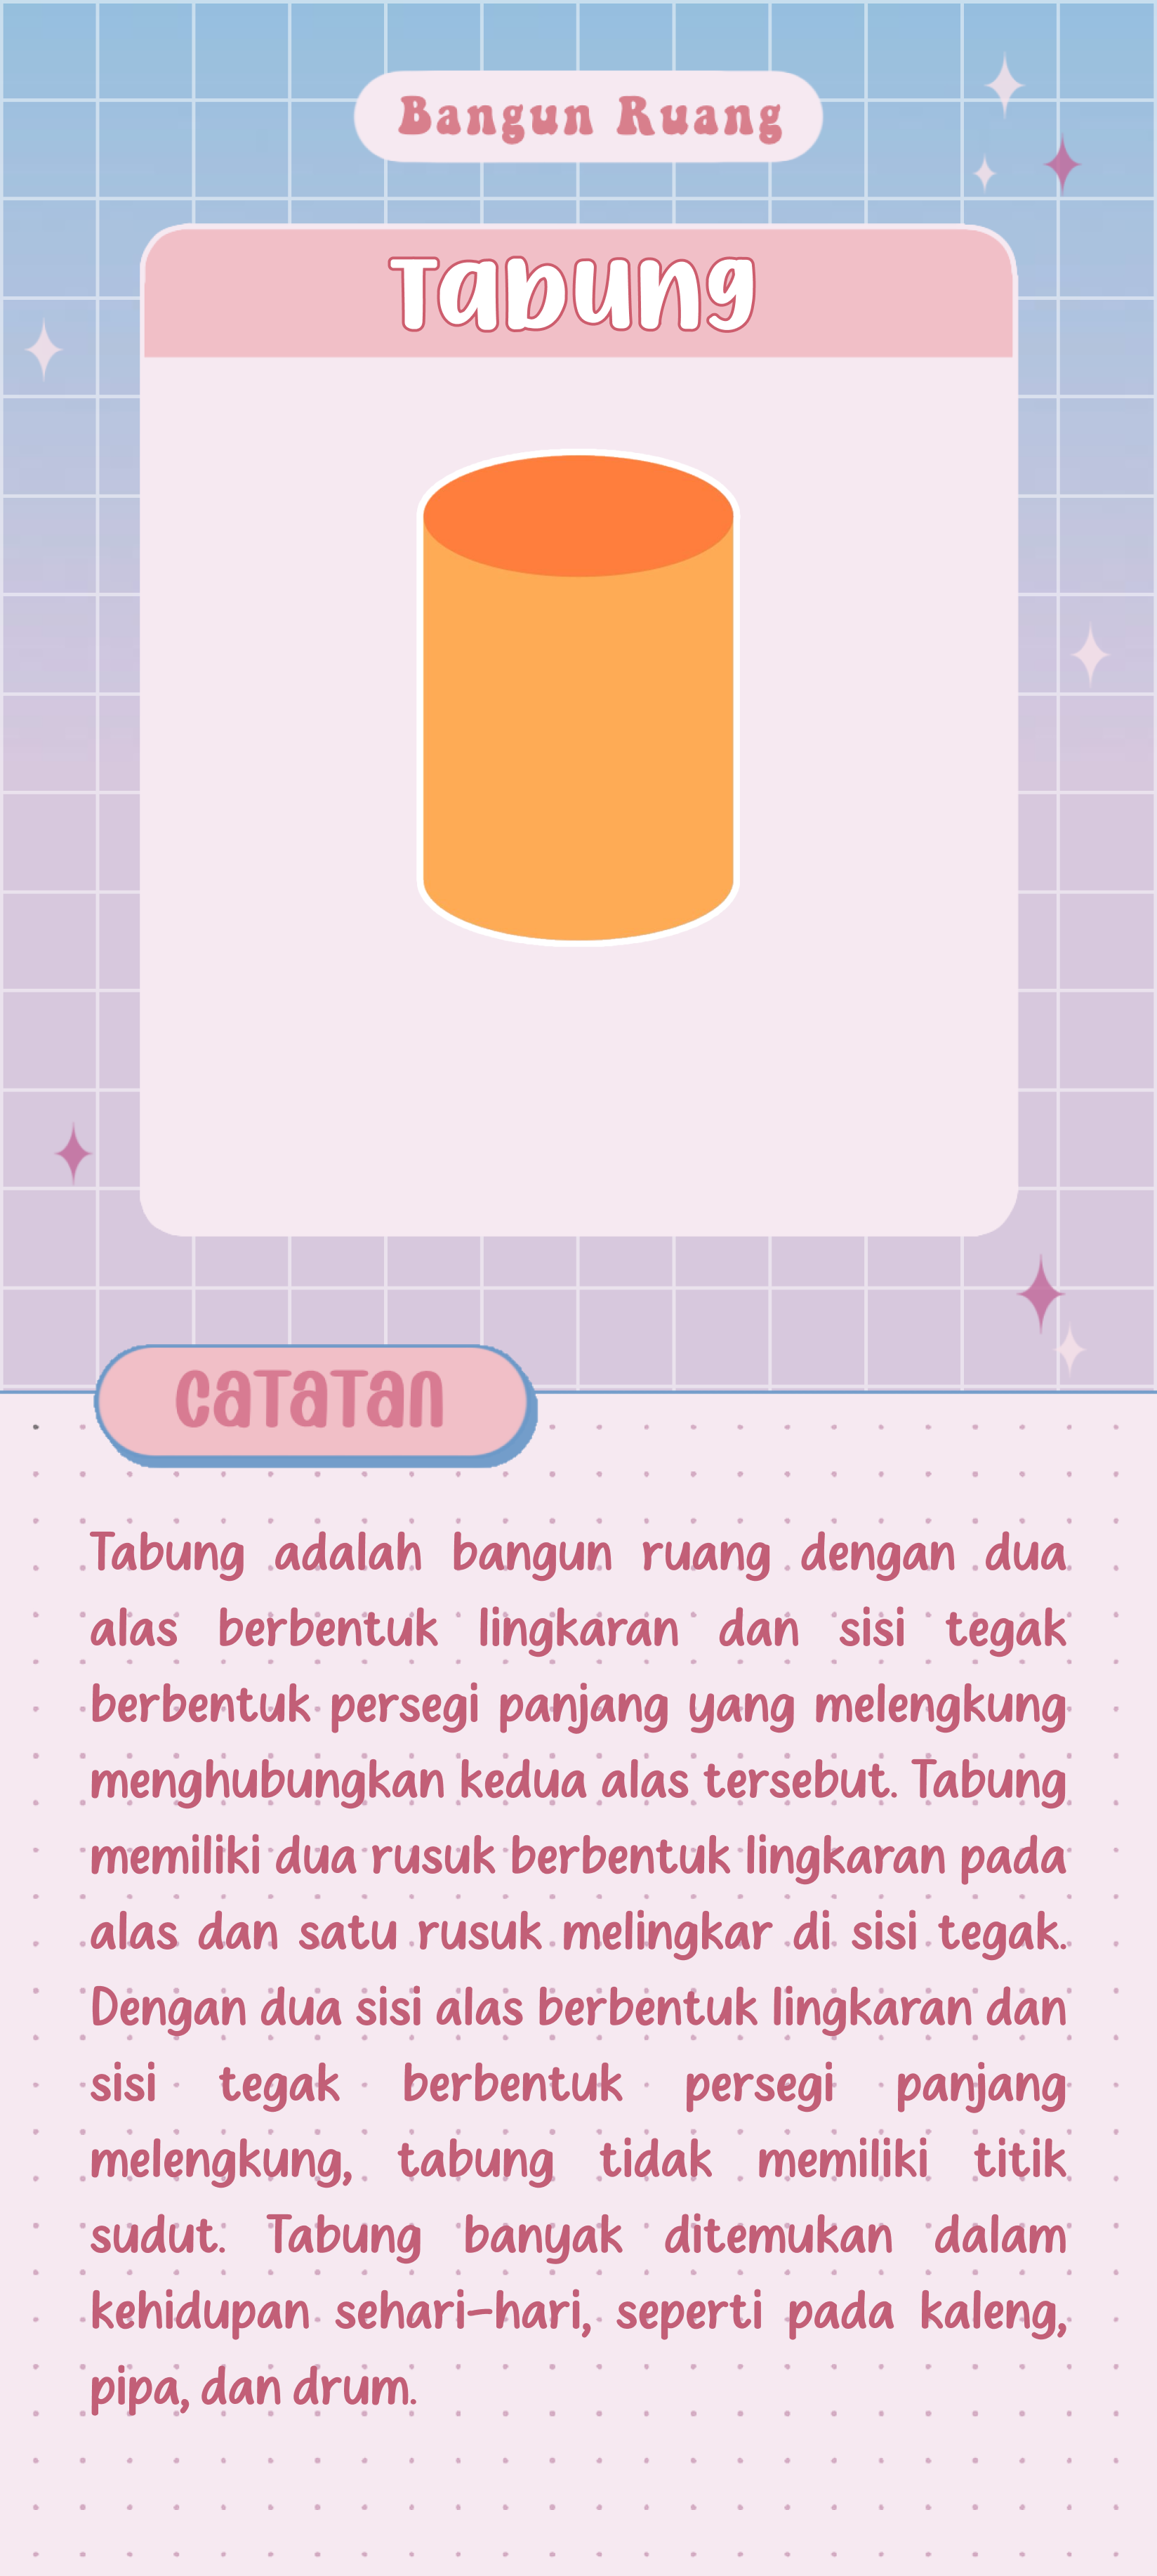 Bangun Ruang
Tabung
CATATAN
Tabung adalah bangun ruang dengan dua
alas berbentuk lingkaran dan sisi tegak
berbentuk persegi panjang yang melengkung
menghubungkan kedua alas tersebut. Tabung
memiliki dua rusuk berbentuk lingkaran pada
alas dan satu rusuk melingkar di sisi tegak.
Dengan dua sisi alas berbentuk lingkaran dan
sisi tegak berbentuk persegi panjang
melengkung, tabung tidak memiliki titik
sudut. Tabung banyak ditemukan dalam
kehidupan sehari-hari, seperti pada kaleng,
pipa, dan drum.